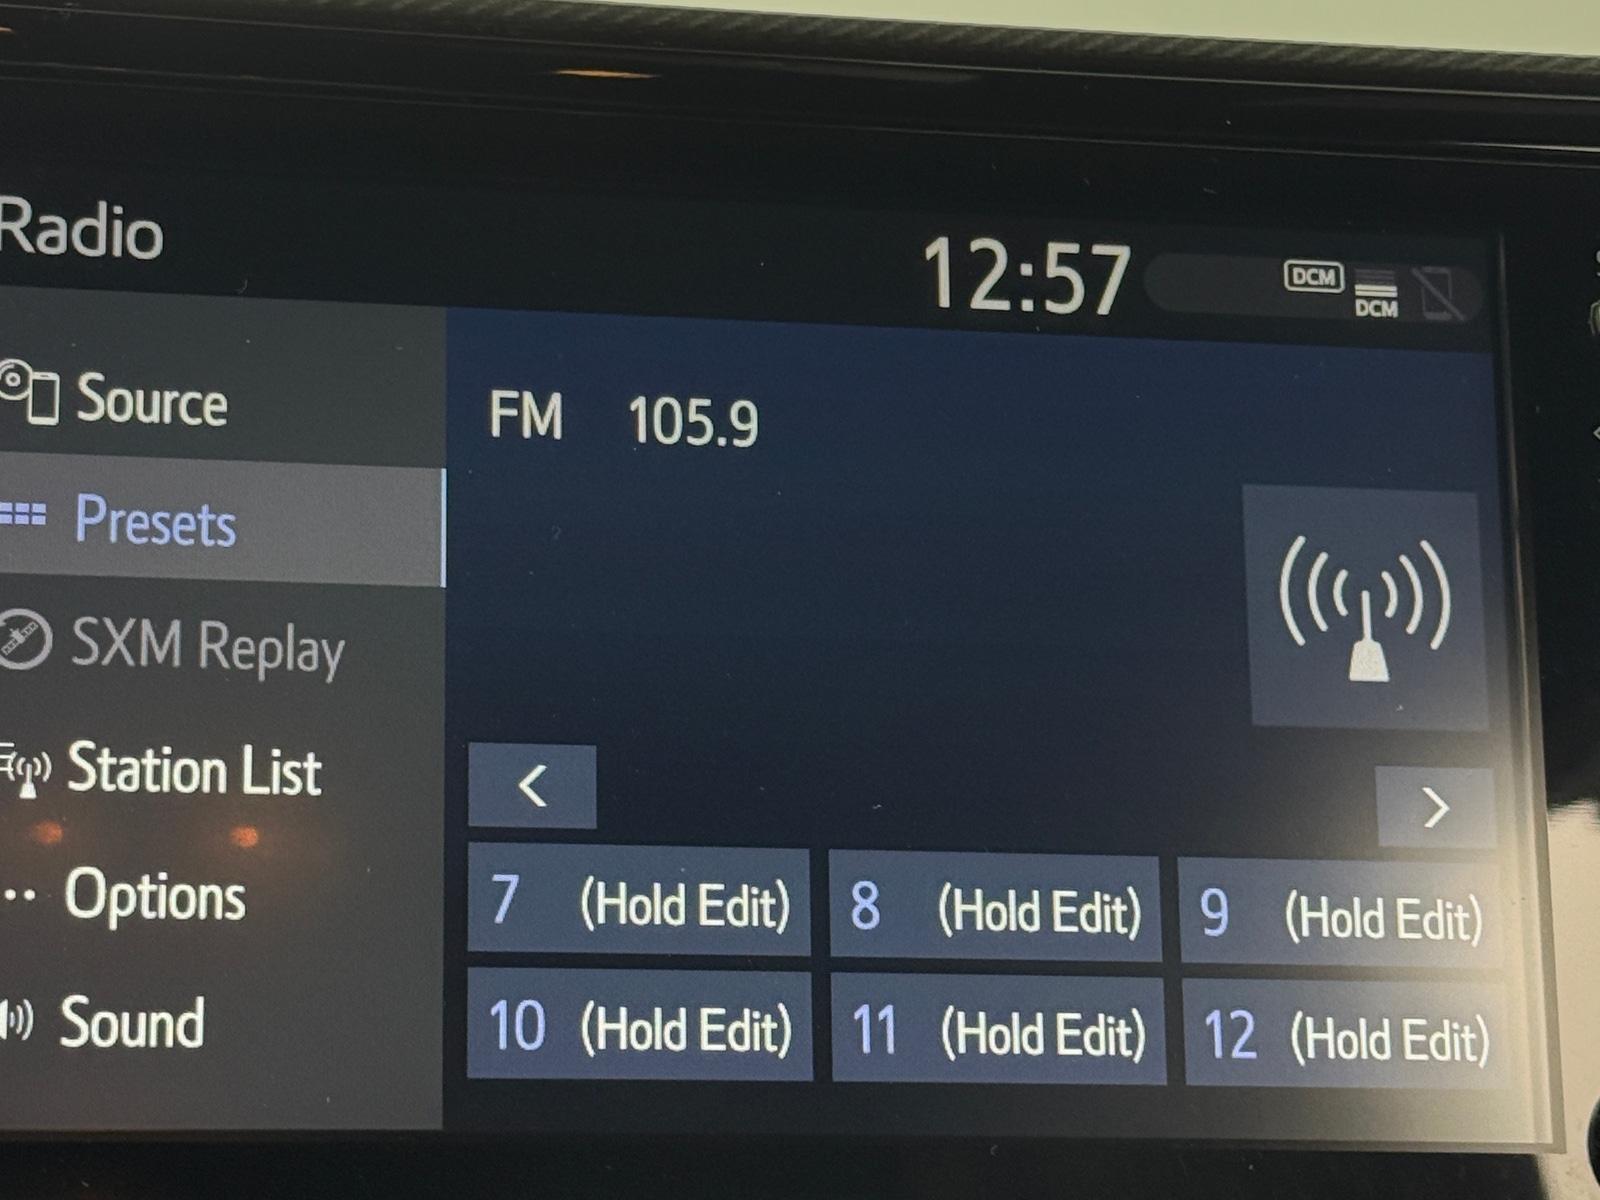 Radio
12:57
DCM
DCM
Source
FM 105.9
Presets
SXM Replay
Station List
<
>
Options
7 (Hold Edit)
8 (Hold Edit)
9 (Hold Edit)
Sound
10 (Hold Edit)
11 (Hold Edit)
12 (Hold Edit)